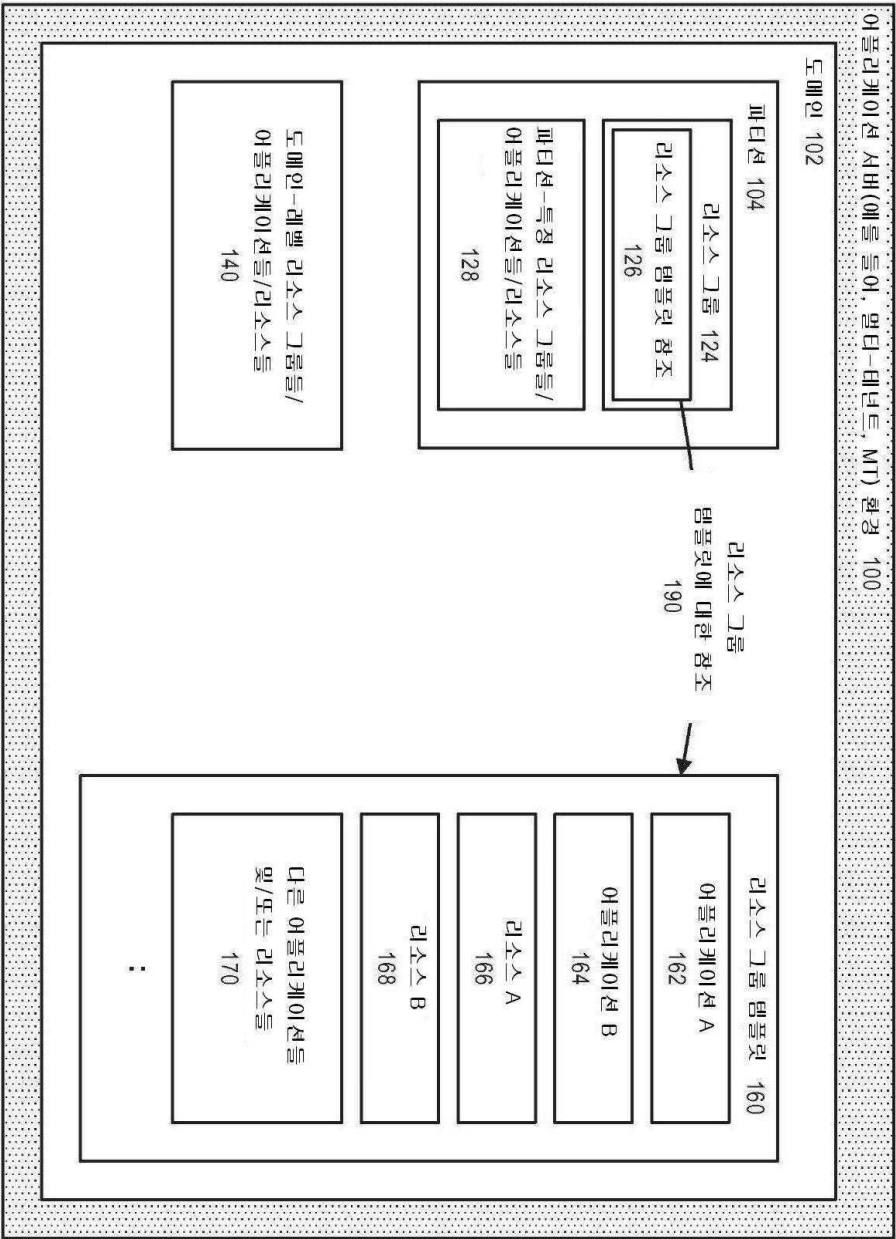 어플리케이션 서버(예를 들어, 멀티-테넌트, MT) 환경 100
도메인 102
파티션 104
리소스 그룹 124
리소스 그룹 템플릿 참조
126
파티션-특정 리소스 그룹들/
어플리케이션들/리소스들
128
도메인-레벨 리소스 그룹들/
어플리케이션들/리소스들
140
리소스 그룹
템플릿에 대한 참조
190
리소스 그룹 템플릿 160
어플리케이션 A
162
어플리케이션 B
164
리소스 A
166
리소스 B
168
다른 어플리케이션들
및/또는 리소스들
170